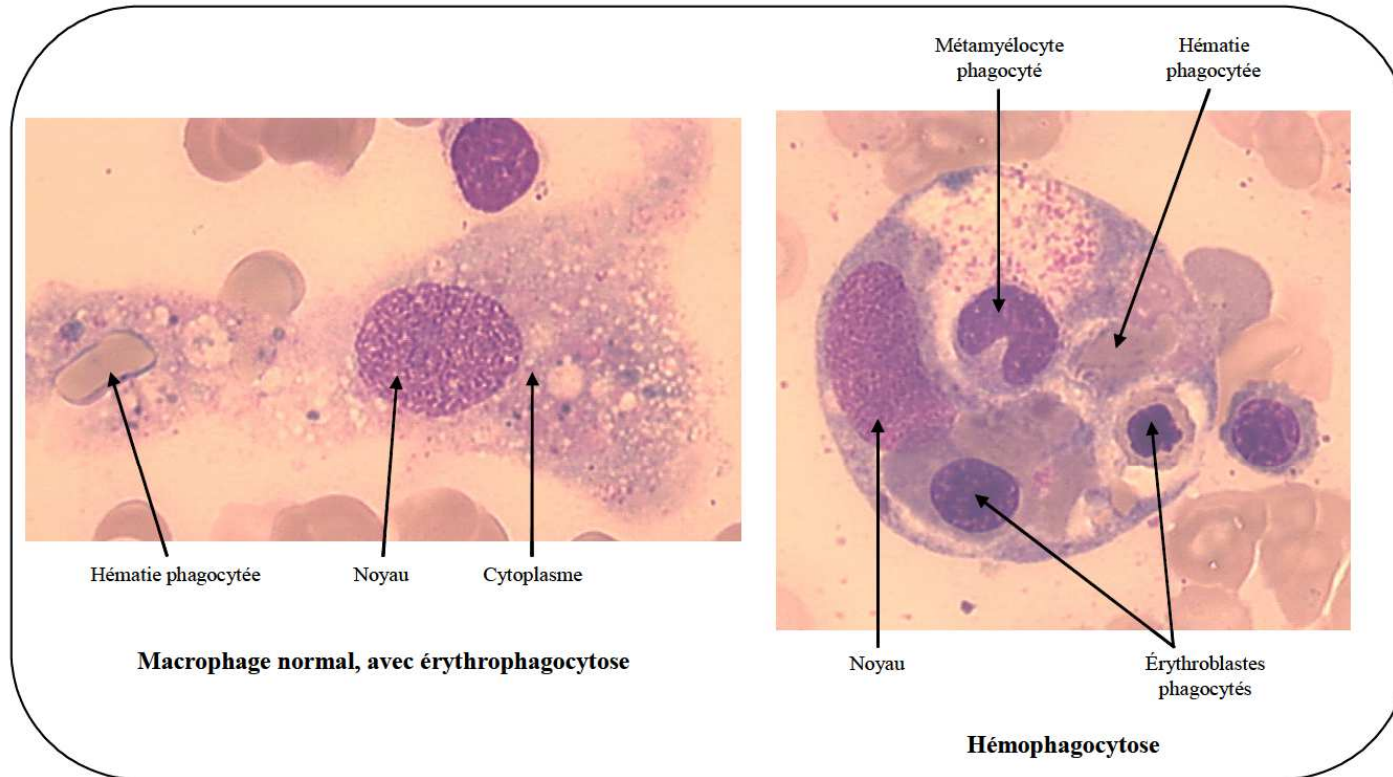 Métamyélocyte
phagocyté
Hématie
phagocytée
Hématie phagocytée
Noyau
Cytoplasme
Macrophage normal, avec érythrophagocytose
Noyau
Érythroblastes
phagocytés
Hémophagocytose